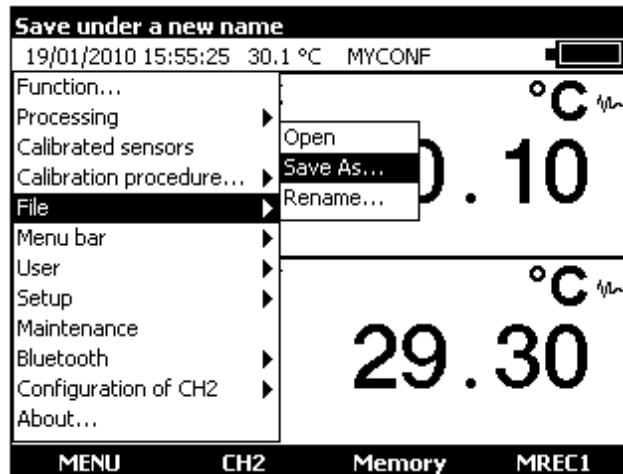 Save under a new name
19/01/2010 15:55:25 30.1 °C MYCONF
Function...
Processing
Calibrated sensors
Calibration procedure...
File
Menu bar
User
Setup
Maintenance
Bluetooth
Configuration of CH2
About...
Open
Save As...
Rename...
°C
.10
°C
29.30
MENU CH2 Memory MREC1